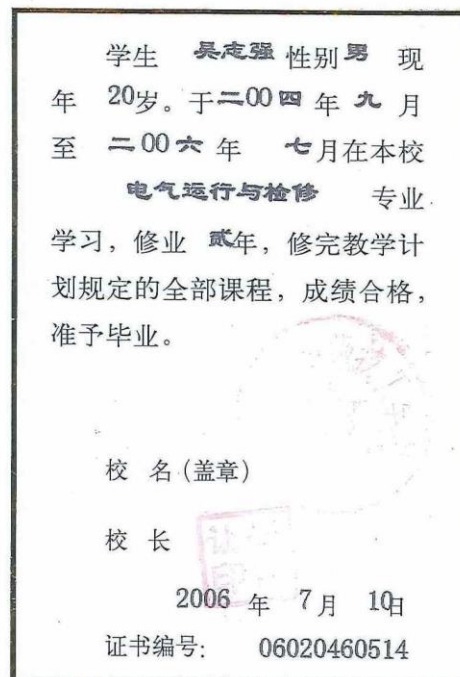 学生 吴志强 性别 男 现
年 20岁。于二00四年九月
至 二00六年 七月在本校
电气运行与检修 专业
学习，修业 贰年，修完教学计
划规定的全部课程，成绩合格，
准予毕业。
校 名(盖章)
校 长
2006 年 7月 10日
证书编号: 06020460514